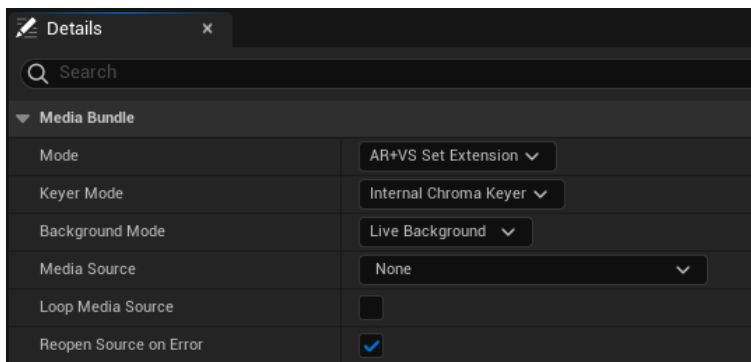 Details
Search
Media Bundle
Mode AR+VS Set Extension
Keyer Mode Internal Chroma Keyer
Background Mode Live Background
Media Source None
Loop Media Source
Reopen Source on Error